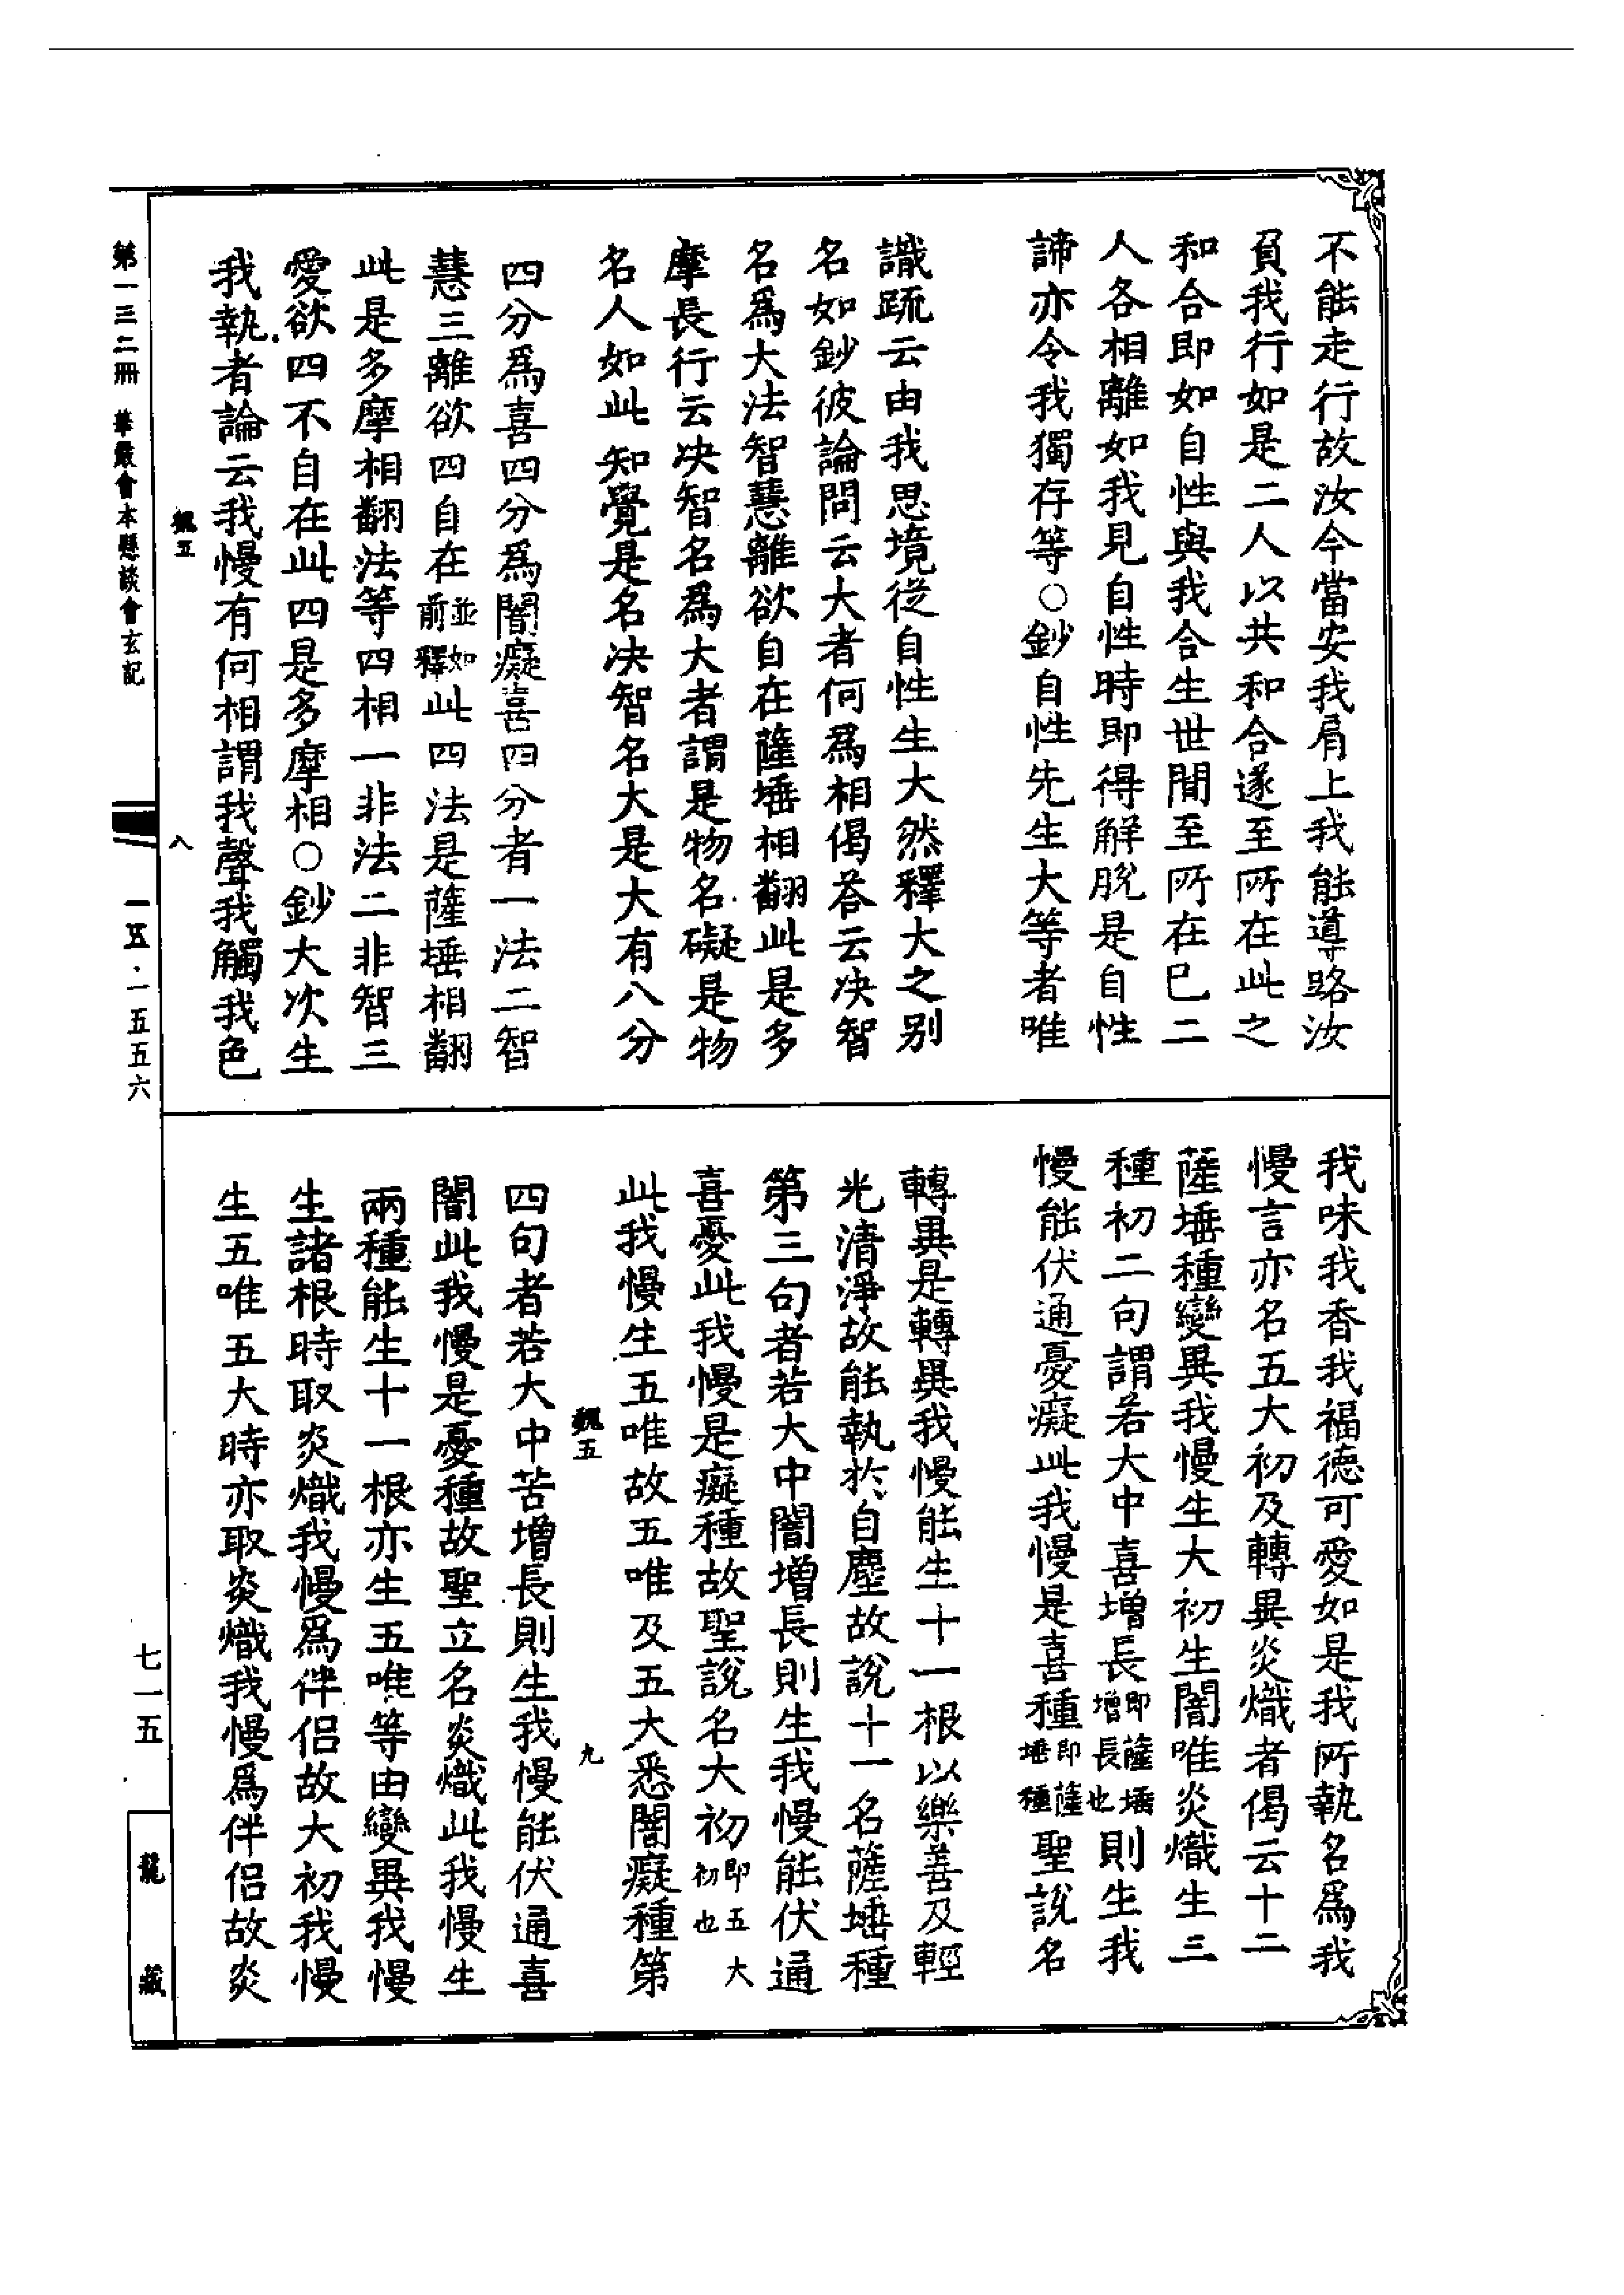 不能走行故汝今當安我肩上我能導路汝
負我行如是二人以共和合遂至所在此之
和合即如自性與我合生世間至所在已二
人各相離如我見自性時即得解脫是自性
諦亦令我獨存等○鈔自性先生大等者唯
識䟽云由我思境從自性生大然釋大之别
名如鈔彼論問云大者何為相偈荅云决智
名為大法智慧離欲自在薩埵相翻此是多
摩長行云决智名為大者謂是物名礙是物
名人如此知覺是名决智名大是大有八分
四分為喜四分為闇癡喜四分者一法二智
慧三離欲四自在並如前釋此四法是薩埵相翻
此是多摩相翻法等四相一非法二非智三
愛欲四不自在此四是多摩相○鈔大次生
我執者論云我慢有何相謂我聲我觸我色
魏五 八
第一三二冊 華嚴會本懸談會玄記
一五·一五五六
我味我香我福德可愛如是我所執名為我
慢言亦名五大初及轉異炎熾者偈云十二
薩埵種變異我慢生大初生闇唯炎熾生三
種初二句謂若大中喜增長即薩埵增長也則生我
慢能伏通憂癡此我慢是喜種即薩埵種聖說名
轉異是轉異我慢能生十一根以樂善及輕
光清淨故能執於自塵故說十一名薩埵種
第三句者若大中闇增長則生我慢能伏通
喜憂此我慢是癡種故聖說名大初即五大初也
此我慢生五唯故五唯及五大悉闇癡種第
魏五 九
四句者若大中苦增長則生我慢能伏通喜
闇此我慢是憂種故聖立名炎熾此我慢生
兩種能生十一根亦生五唯等由變異我慢
生諸根時取炎熾我慢為伴侶故大初我慢
生五唯五大時亦取炎熾我慢為伴侶故炎
七一五
龍藏